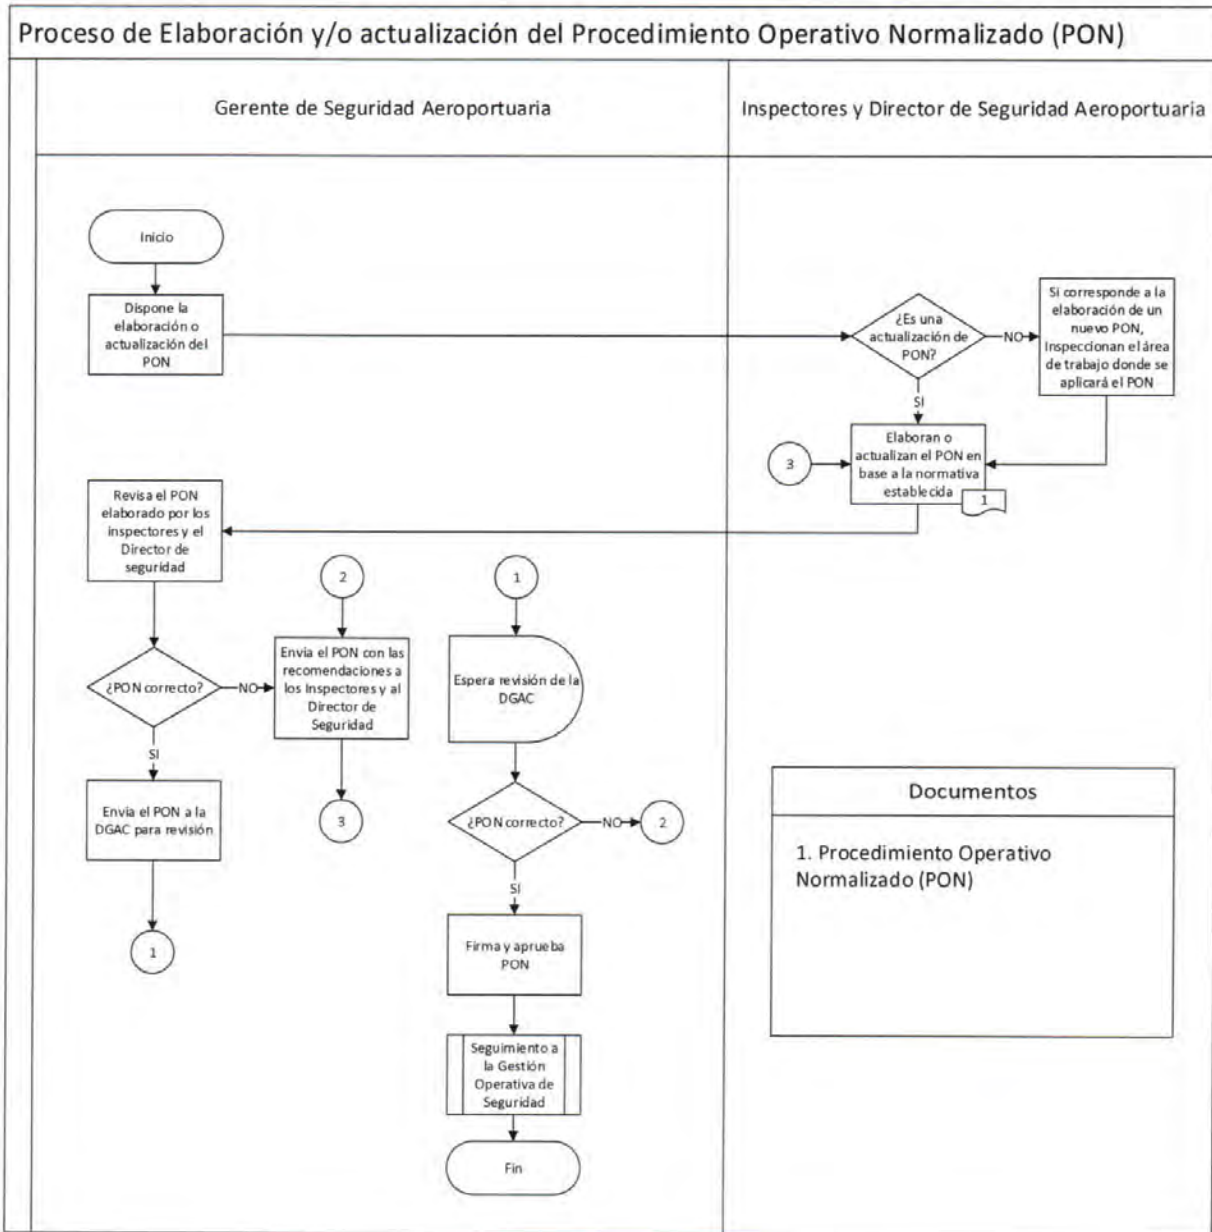 Proceso de Elaboración y/o actualización del Procedimiento Operativo Normalizado (PON)
Gerente de Seguridad Aeroportuaria
Inspectores y Director de Seguridad Aeroportuaria
Inicio
Dispone la
elaboración o
actualización del
PON
¿Es una
actualización de
PON?
NO
Si corresponde a la
elaboración de un
nuevo PON,
Inspeccionan el área
de trabajo donde se
aplicará el PON
SI
3
Elaboran o
actualizan el PON en
base a la normativa
establecida
1
Revisa el PON
elaborado por los
inspectores y el
Director de
seguridad
2
1
¿PON correcto?
NO
Envia el PON con las
recomendaciones a
los Inspectores y al
Director de
Seguridad
Espera revisión de la
DGAC
SI
Envia el PON a la
DGAC para revisión
3
¿PON correcto?
NO
2
SI
1
Firma y aprueba
PON
Seguimiento a
la Gestión
Operativa de
Seguridad
Fin
Documentos
1. Procedimiento Operativo
Normalizado (PON)